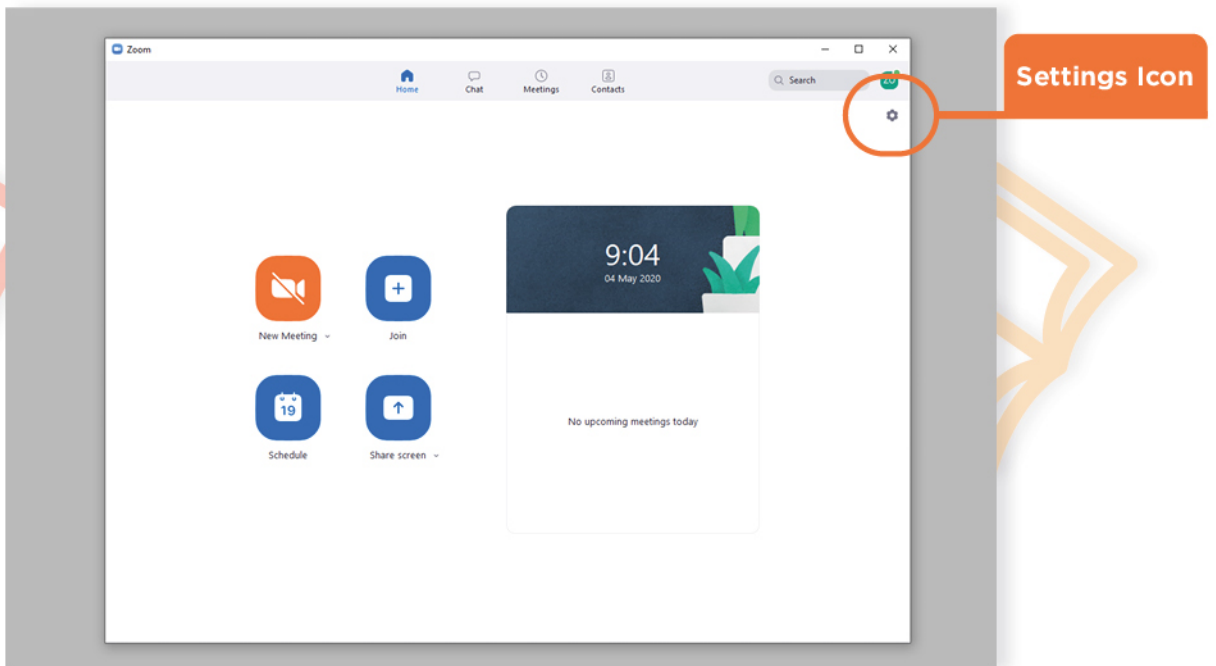 Zoom
Home
Chat
Meetings
Contacts
Search
Settings Icon
9:04
04 May 2020
New Meeting
Join
19
Schedule
Share screen
No upcoming meetings today